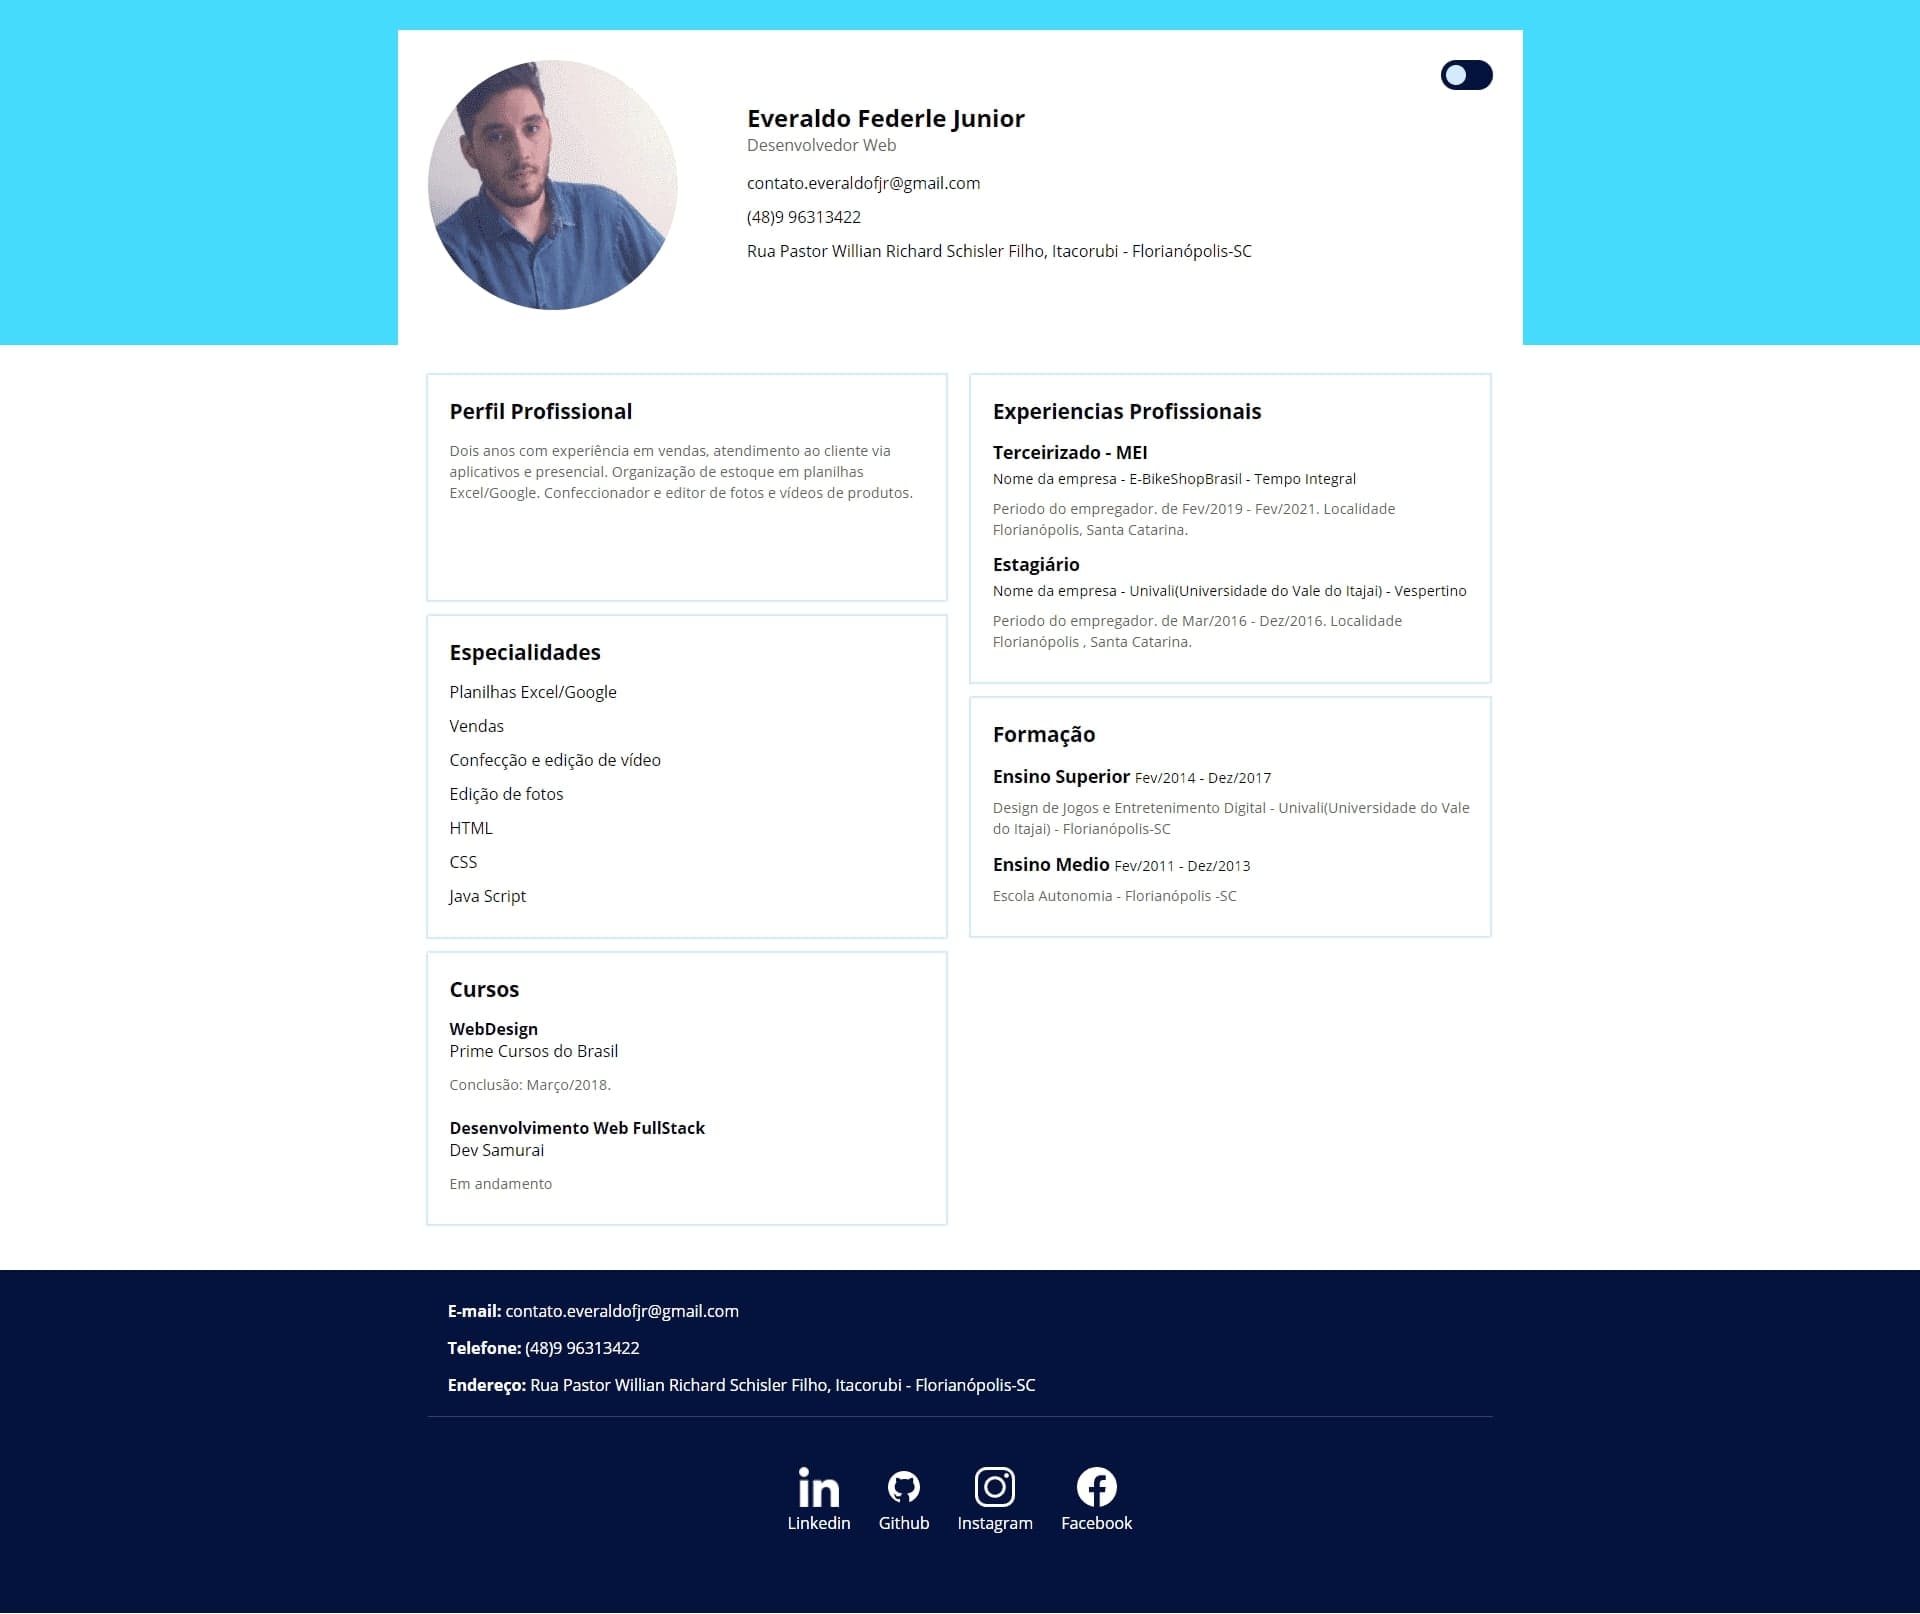 Everaldo Federle Junior
Desenvolvedor Web
contato.everaldofjr@gmail.com
(48)9 96313422
Rua Pastor Willian Richard Schisler Filho, Itacorubi - Florianópolis-SC
Perfil Profissional
Dois anos com experiência em vendas, atendimento ao cliente via
aplicativos e presencial. Organização de estoque em planilhas
Excel/Google. Confeccionador e editor de fotos e vídeos de produtos.
Especialidades
Planilhas Excel/Google
Vendas
Confecção e edição de vídeo
Edição de fotos
HTML
CSS
Java Script
Cursos
WebDesign
Prime Cursos do Brasil
Conclusão: Março/2018.
Desenvolvimento Web FullStack
Dev Samurai
Em andamento
Experiencias Profissionais
Terceirizado - MEI
Nome da empresa - E-BikeShopBrasil - Tempo Integral
Periodo do empregador. de Fev/2019 - Fev/2021. Localidade
Florianópolis, Santa Catarina.
Estagiário
Nome da empresa - Univali(Universidade do Vale do Itajai) - Vespertino
Periodo do empregador. de Mar/2016 - Dez/2016. Localidade
Florianópolis , Santa Catarina.
Formação
Ensino Superior Fev/2014 - Dez/2017
Design de Jogos e Entretenimento Digital - Univali(Universidade do Vale
do Itajai) - Florianópolis-SC
Ensino Medio Fev/2011 - Dez/2013
Escola Autonomia - Florianópolis -SC
E-mail: contato.everaldofjr@gmail.com
Telefone: (48)9 96313422
Endereço: Rua Pastor Willian Richard Schisler Filho, Itacorubi - Florianópolis-SC
Linkedin Github Instagram Facebook